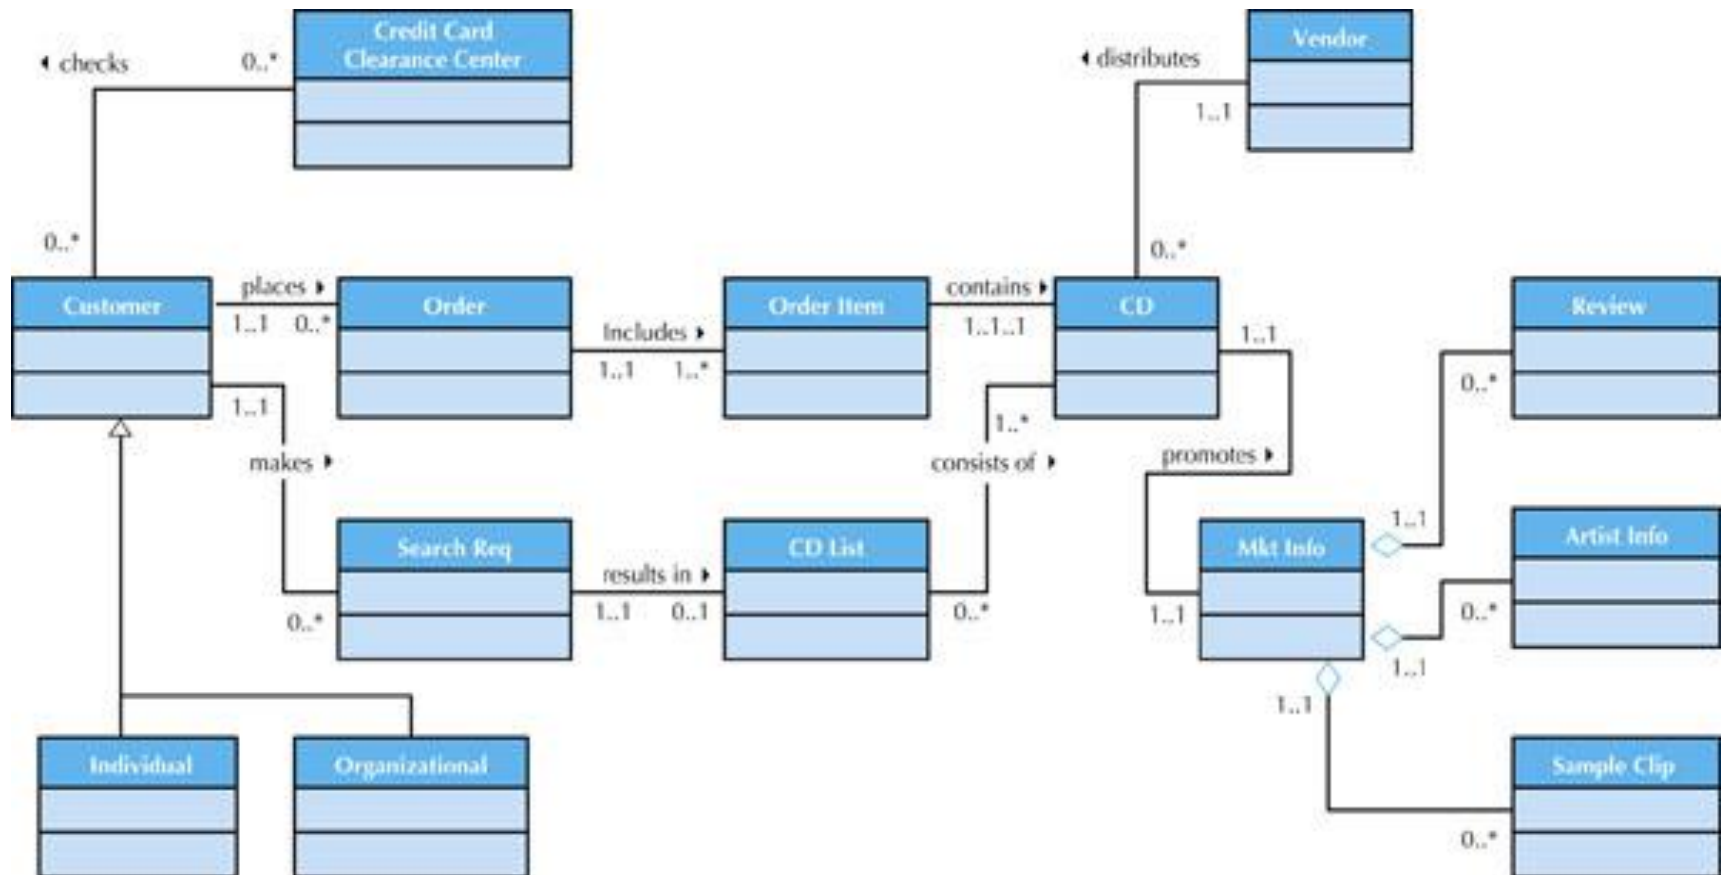 Credit Card
Clearance Center
Vendor
◂ checks
0..*
◂ distributes
1..1
0..*
0..*
Customer
places ▸
1..1 0..*
Order
Includes ▸
1..1 1..*
Order Item
contains ▸
1..1..1
CD
1..1
Review
0..*
1..1
makes ▸
0..*
1..*
consists of ▸
promotes ▸
Search Req
results in ▸
1..1 0..1
CD List
0..*
1..1
Mkt Info
1..1
Artist Info
0..*
1..1
1..1
Individual
Organizational
Sample Clip
0..*